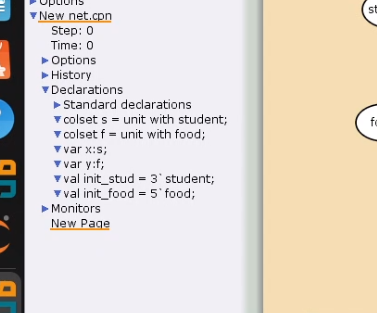 Options
New net.cpn
Step: 0
Time: 0
Options
History
Declarations
Standard declarations
colset s = unit with student;
colset f = unit with food;
var x:s;
var y:f;
val init_stud = 3`student;
val init_food = 5`food;
Monitors
New Page
st
fo